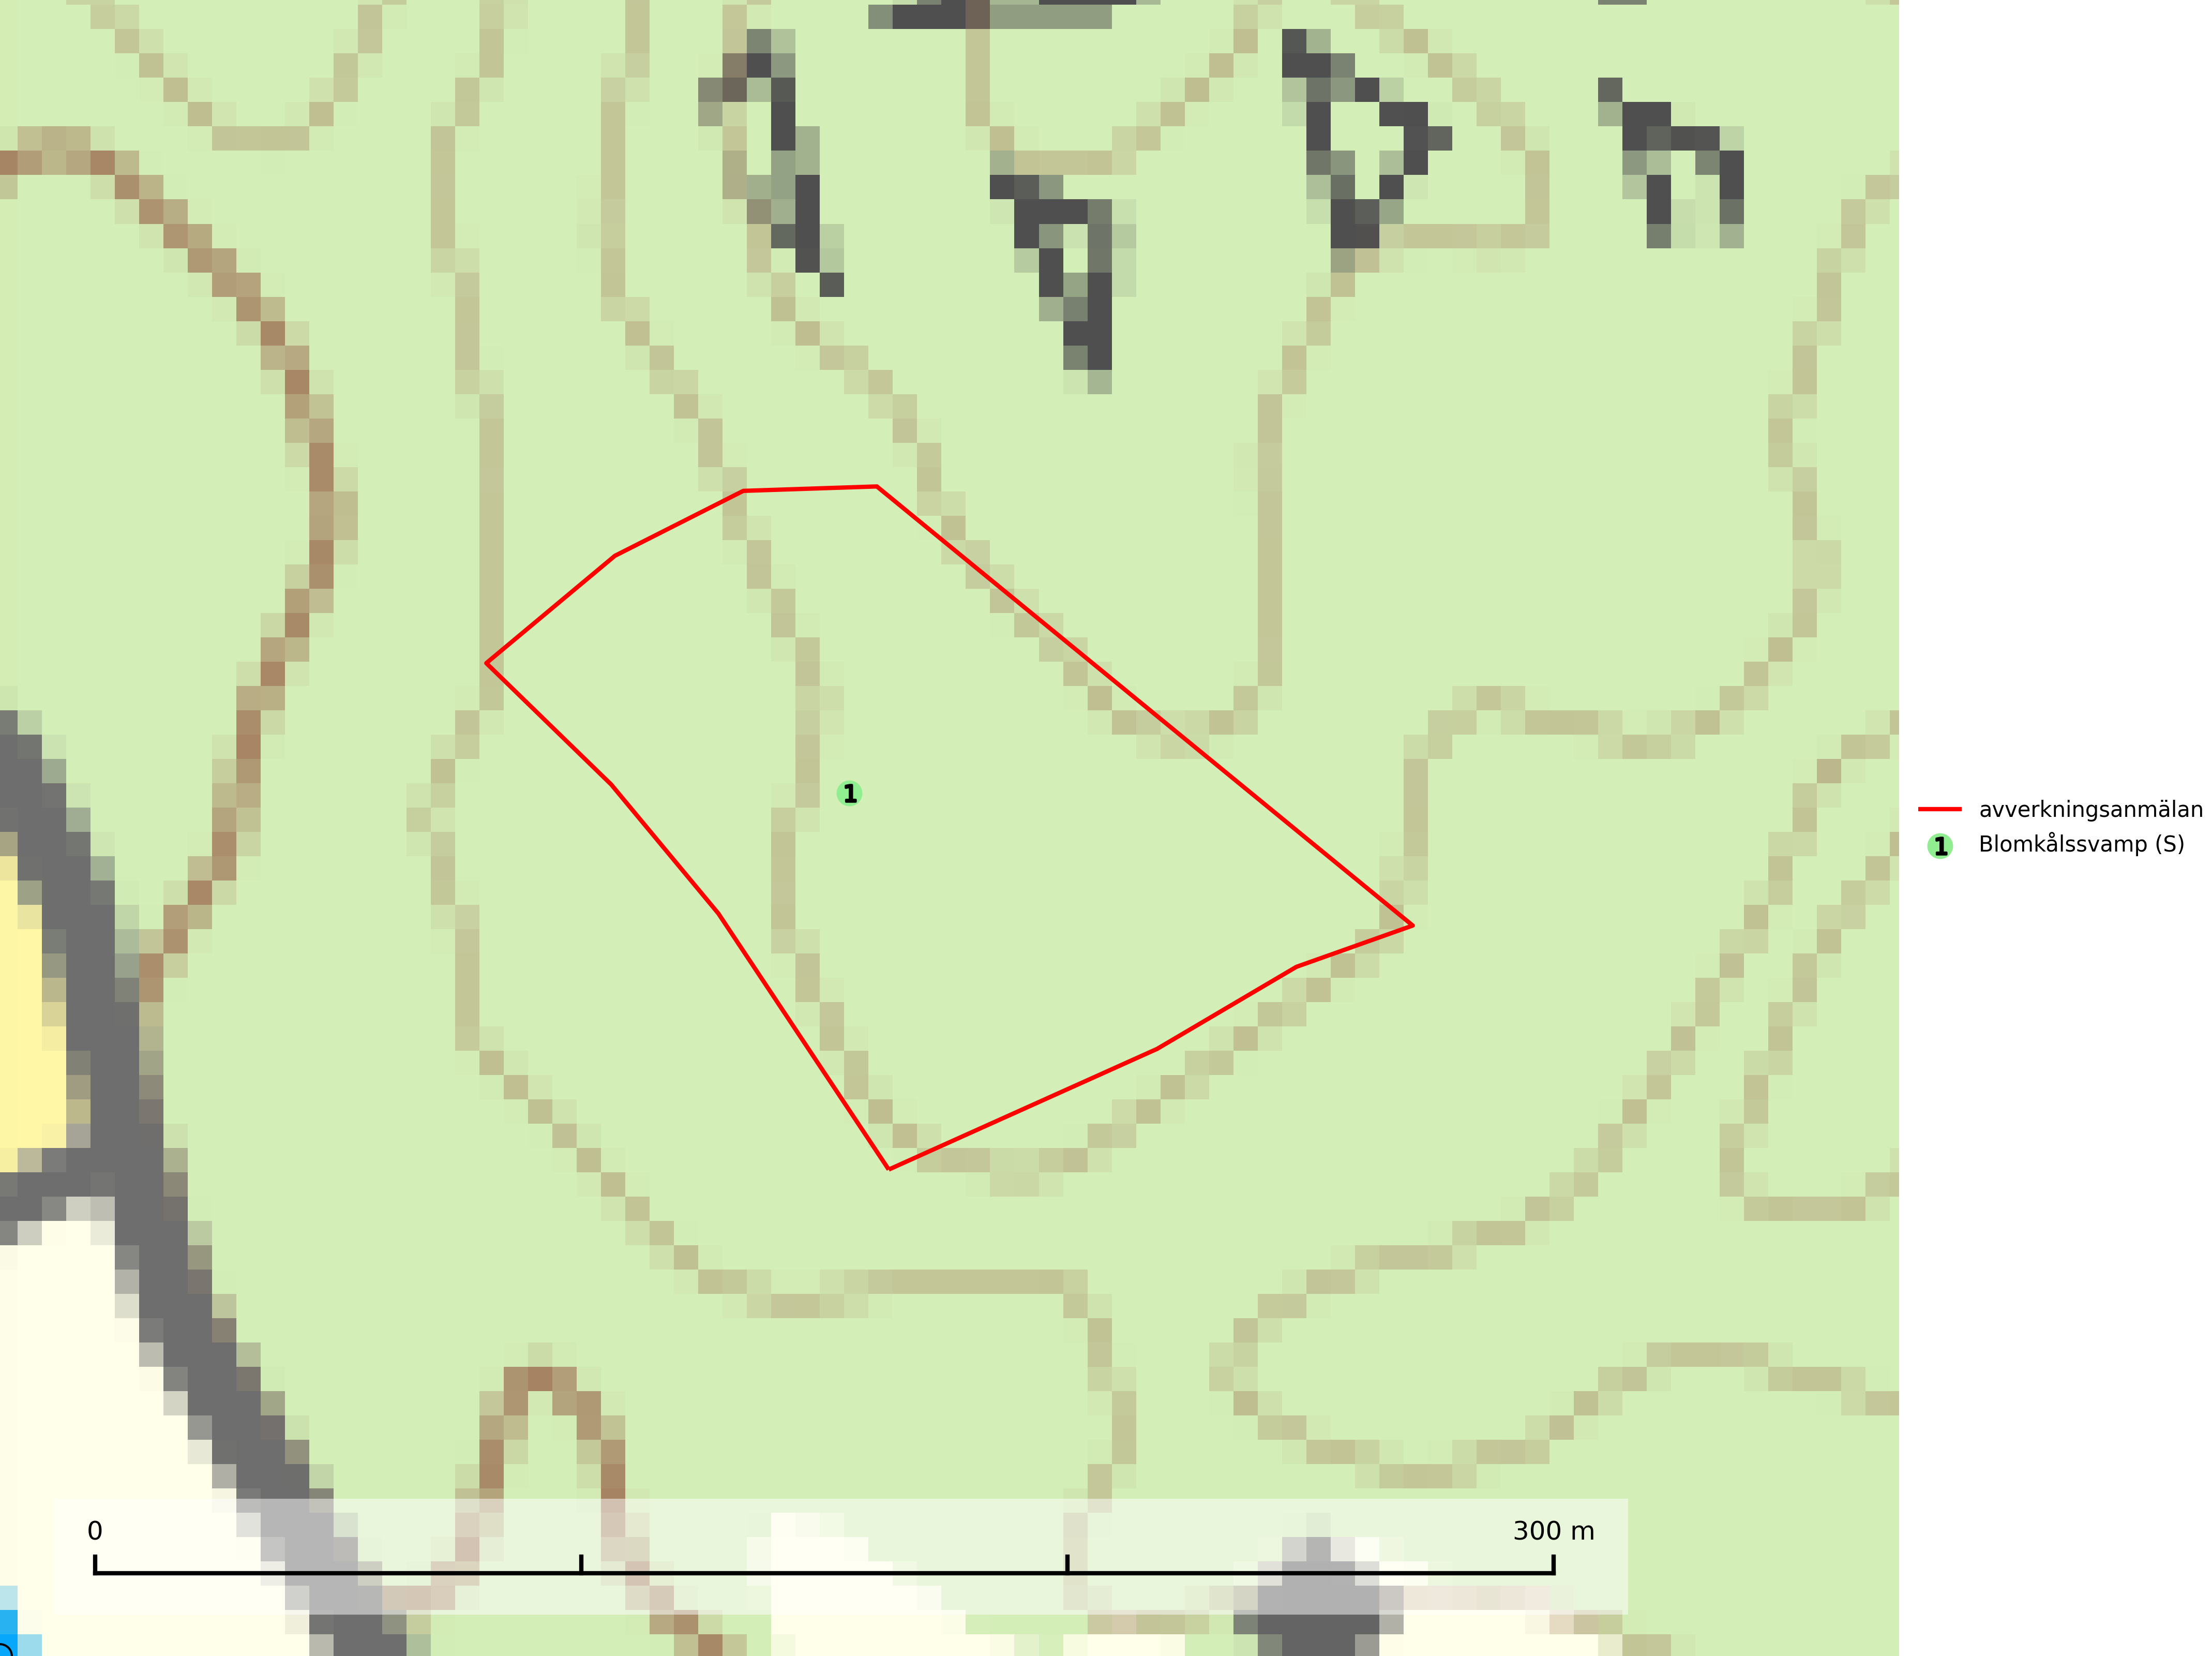 1
avverkningsanmälan
1 Blomkålssvamp (S)
0 300 m